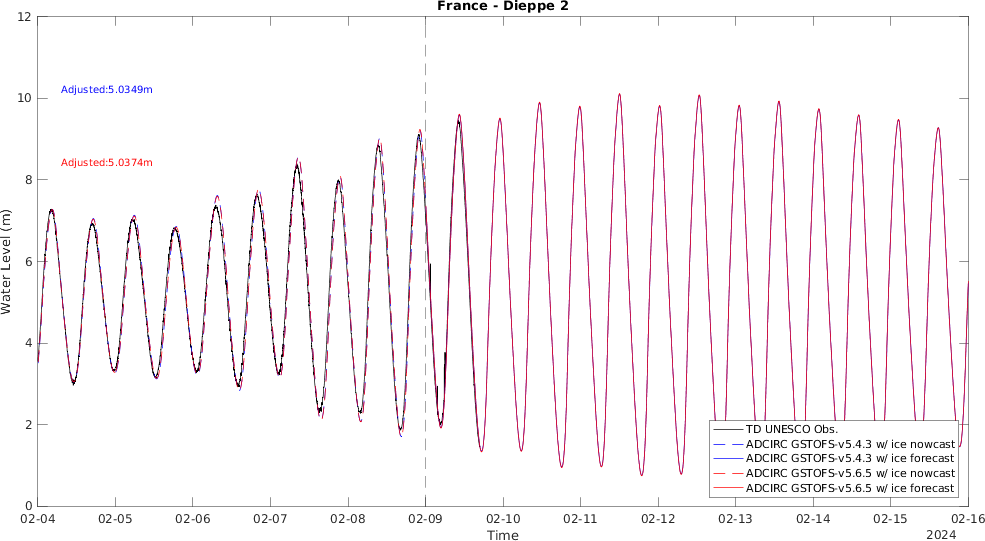 France - Dieppe 2
12
10
8
6
4
2
0
Water Level (m)
Adjusted:5.0349m
Adjusted:5.0374m
TD UNESCO Obs.
ADCIRC GSTOFS-v5.4.3 w/ ice nowcast
ADCIRC GSTOFS-v5.4.3 w/ ice forecast
ADCIRC GSTOFS-v5.6.5 w/ ice nowcast
ADCIRC GSTOFS-v5.6.5 w/ ice forecast
02-04 02-05 02-06 02-07 02-08 02-09 02-10 02-11 02-12 02-13 02-14 02-15 02-16
Time
2024